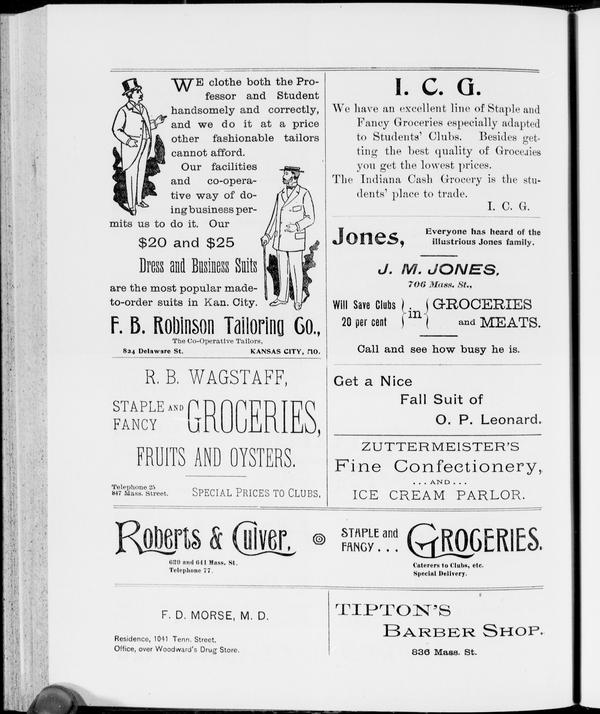 WE clothe both the Pro-
fessor and Student
handsomely and correctly,
and we do it at a price
other fashionable tailors
cannot afford.
Our facilities
and co-opera-
tive way of do-
ing business per-
mits us to do it. Our
$20 and $25
Dress and Business Suits
are the most popular made-
to-order suits in Kan. City.
F. B. Robinson Tailoring Co.,
The Co-Operative Tailors,
824 Delaware St. KANSAS CITY, MO.
R. B. WAGSTAFF,
STAPLE AND
FANCY GROCERIES,
FRUITS AND OYSTERS.
Telephone 25
847 Mass. Street. SPECIAL PRICES TO CLUBS,
I. C. G.
We have an excellent line of Staple and
Fancy Groceries especially adapted
to Students' Clubs. Besides get-
ting the best quality of Groceries
you get the lowest prices.
The Indiana Cash Grocery is the stu-
dents' place to trade.
I. C. G.
Jones, Everyone has heard of the
illustrious Jones family.
J. M. JONES,
706 Mass. St.,
Will Save Clubs
20 per cent } in { GROCERIES
and MEATS.
Call and see how busy he is.
Get a Nice
Fall Suit of
O. P. Leonard.
ZUTTERMEISTER'S
Fine Confectionery,
...AND...
ICE CREAM PARLOR.
Roberts & Culver,
639 and 641 Mass. St.
Telephone 77.
STAPLE and
FANCY... GROCERIES.
Caterers to Clubs, etc.
Special Delivery.
F. D. MORSE, M. D.
Residence, 1041 Tenn. Street.
Office, over Woodward's Drug Store.
TIPTON'S
BARBER SHOP.
836 Mass. St.